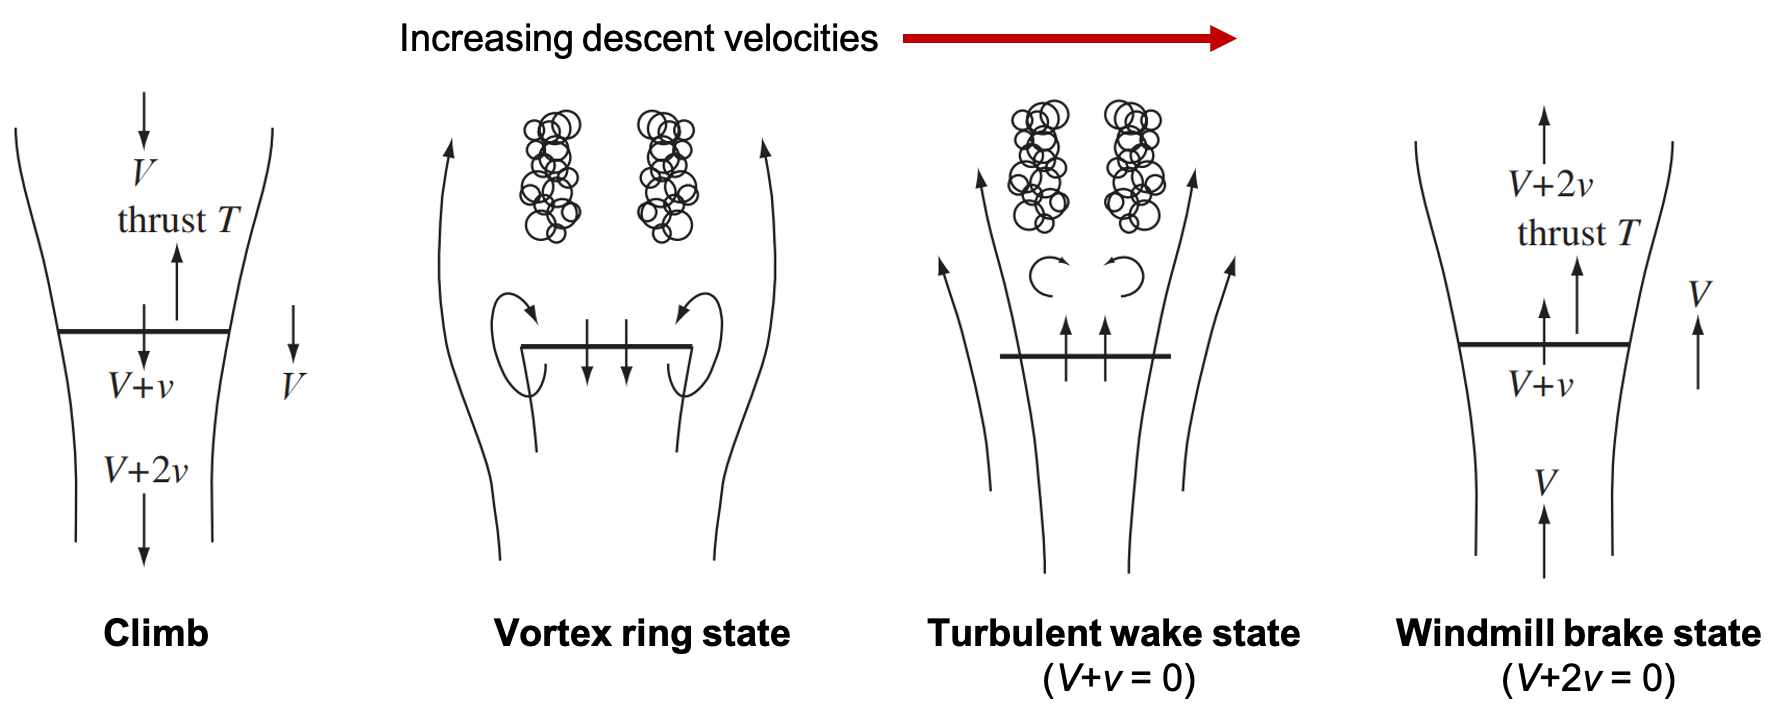 Increasing descent velocities
V
thrust T
V+v
V
V+2v
Climb
Vortex ring state
Turbulent wake state
(V+v = 0)
V+2v
thrust T
V
V+v
V
Windmill brake state
(V+2v = 0)